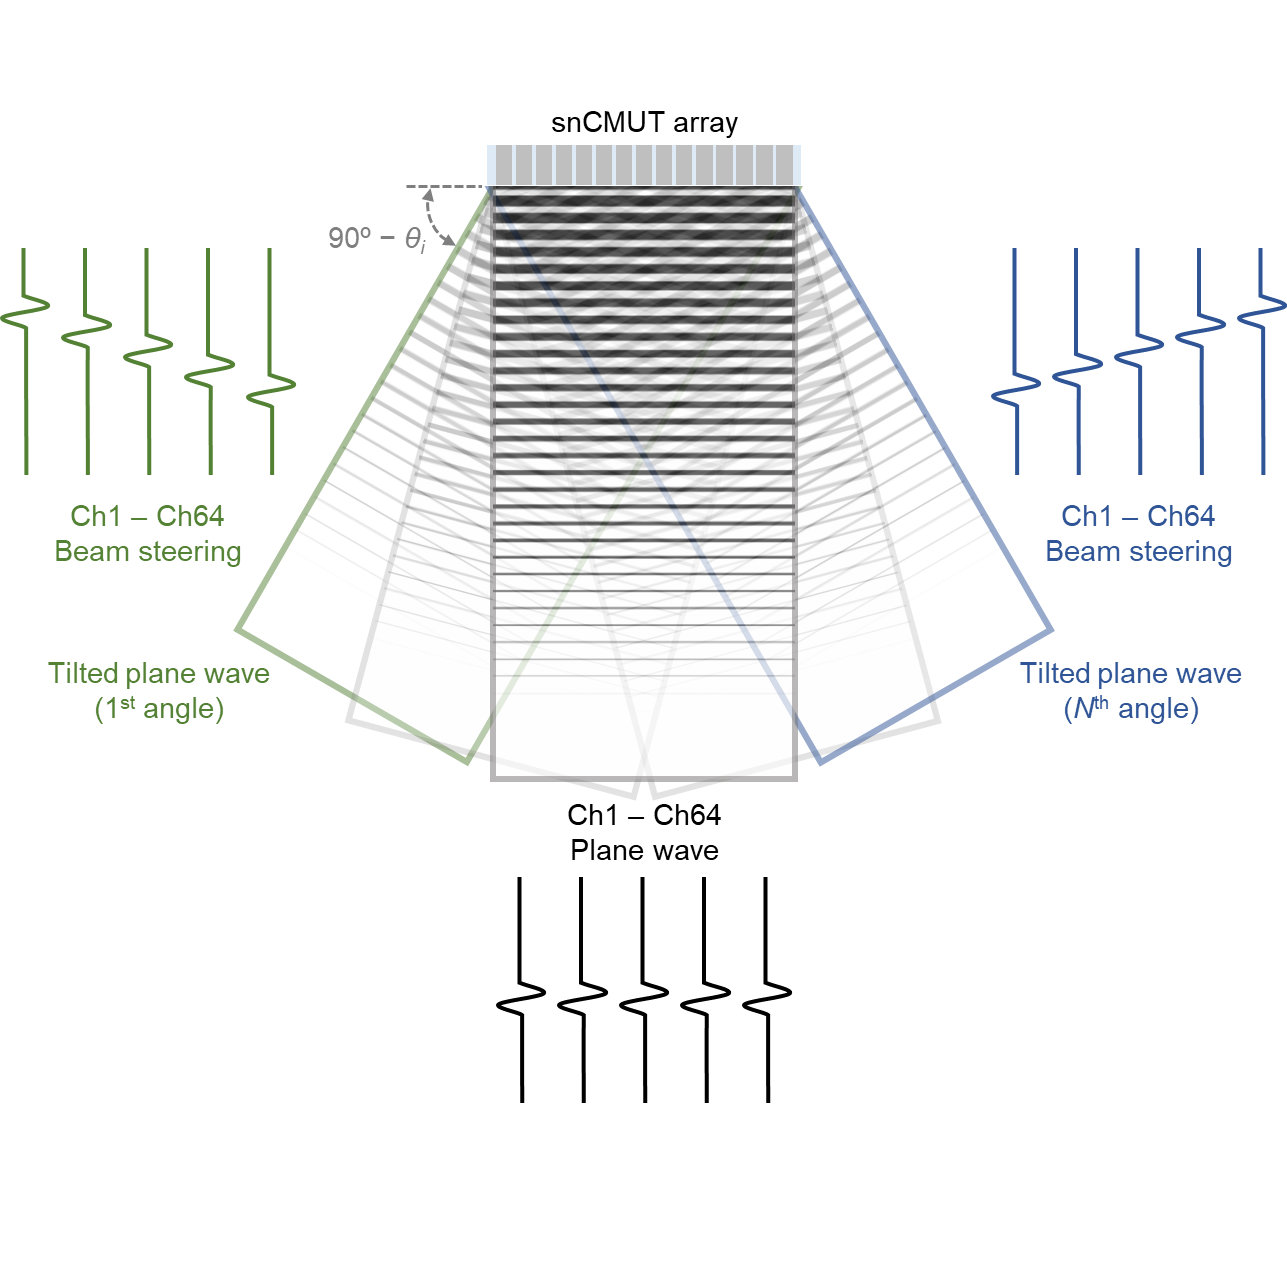 snCMUT array
90º − θi
Ch1 – Ch64
Beam steering
Ch1 – Ch64
Beam steering
Tilted plane wave
(1st angle)
Tilted plane wave
(Nth angle)
Ch1 – Ch64
Plane wave